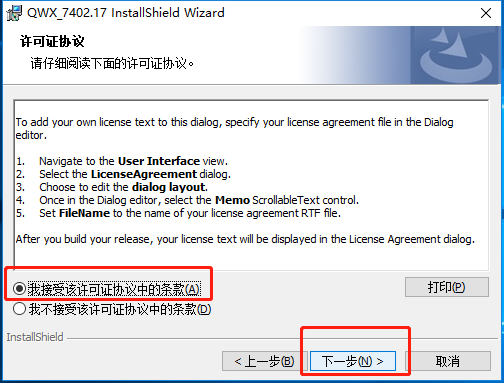 QWX_7402.17 InstallShield Wizard
许可证协议
请仔细阅读下面的许可证协议。
To add your own license text to this dialog, specify your license agreement file in the Dialog
editor.
1. Navigate to the User Interface view.
2. Select the LicenseAgreement dialog.
3. Choose to edit the dialog layout.
4. Once in the Dialog editor, select the Memo ScrollableText control.
5. Set FileName to the name of your license agreement RTF file.
After you build your release, your license text will be displayed in the License Agreement dialog.
我接受该许可证协议中的条款(A)
打印(P)
我不接受该许可证协议中的条款(D)
InstallShield
< 上一步(B)
下一步(N) >
取消